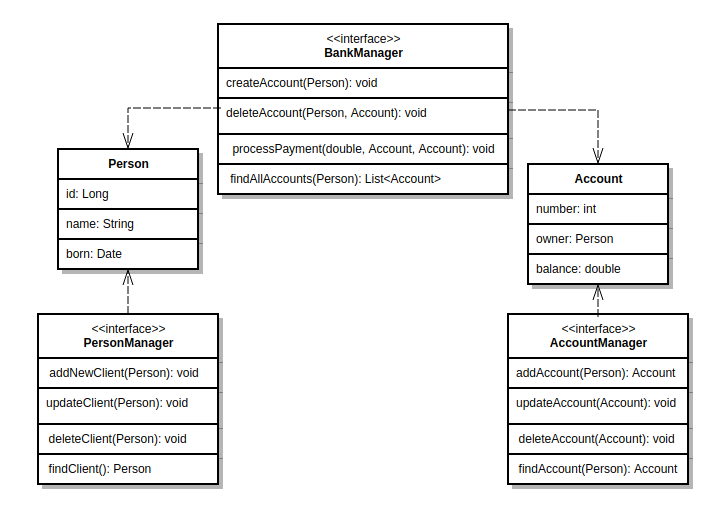 <<interface>>
BankManager
createAccount(Person): void
deleteAccount(Person, Account): void
processPayment(double, Account, Account): void
findAllAccounts(Person): List<Account>
Person
id: Long
name: String
born: Date
Account
number: int
owner: Person
balance: double
<<interface>>
PersonManager
addNewClient(Person): void
updateClient(Person): void
deleteClient(Person): void
findClient(): Person
<<interface>>
AccountManager
addAccount(Person): Account
updateAccount(Account): void
deleteAccount(Account): void
findAccount(Person): Account